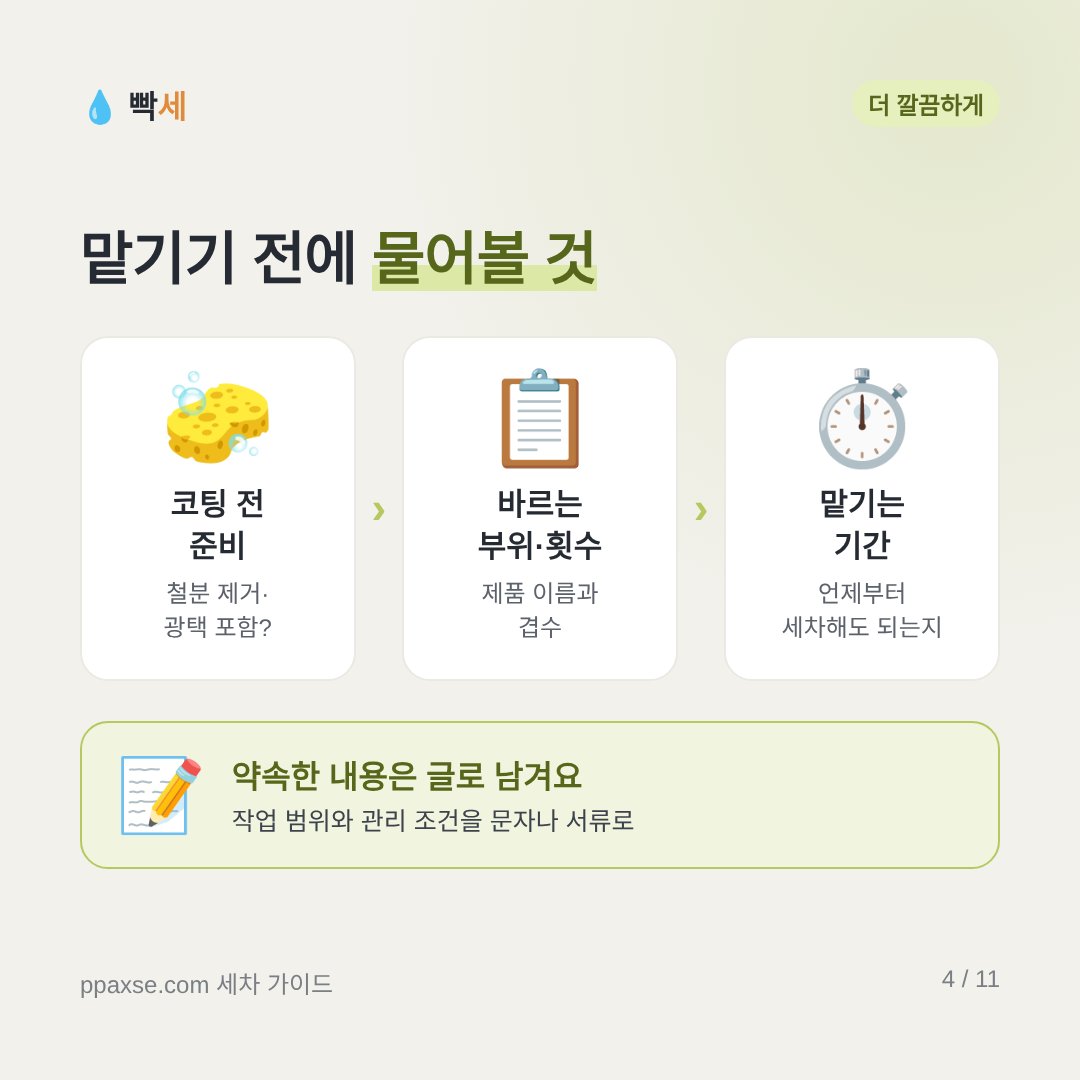 빡세
더 깔끔하게
맡기기 전에 물어볼 것
코팅 전
준비
철분 제거·
광택 포함?
›
바르는
부위·횟수
제품 이름과
겹수
›
맡기는
기간
언제부터
세차해도 되는지
약속한 내용은 글로 남겨요
작업 범위와 관리 조건을 문자나 서류로
ppaxse.com 세차 가이드
4 / 11